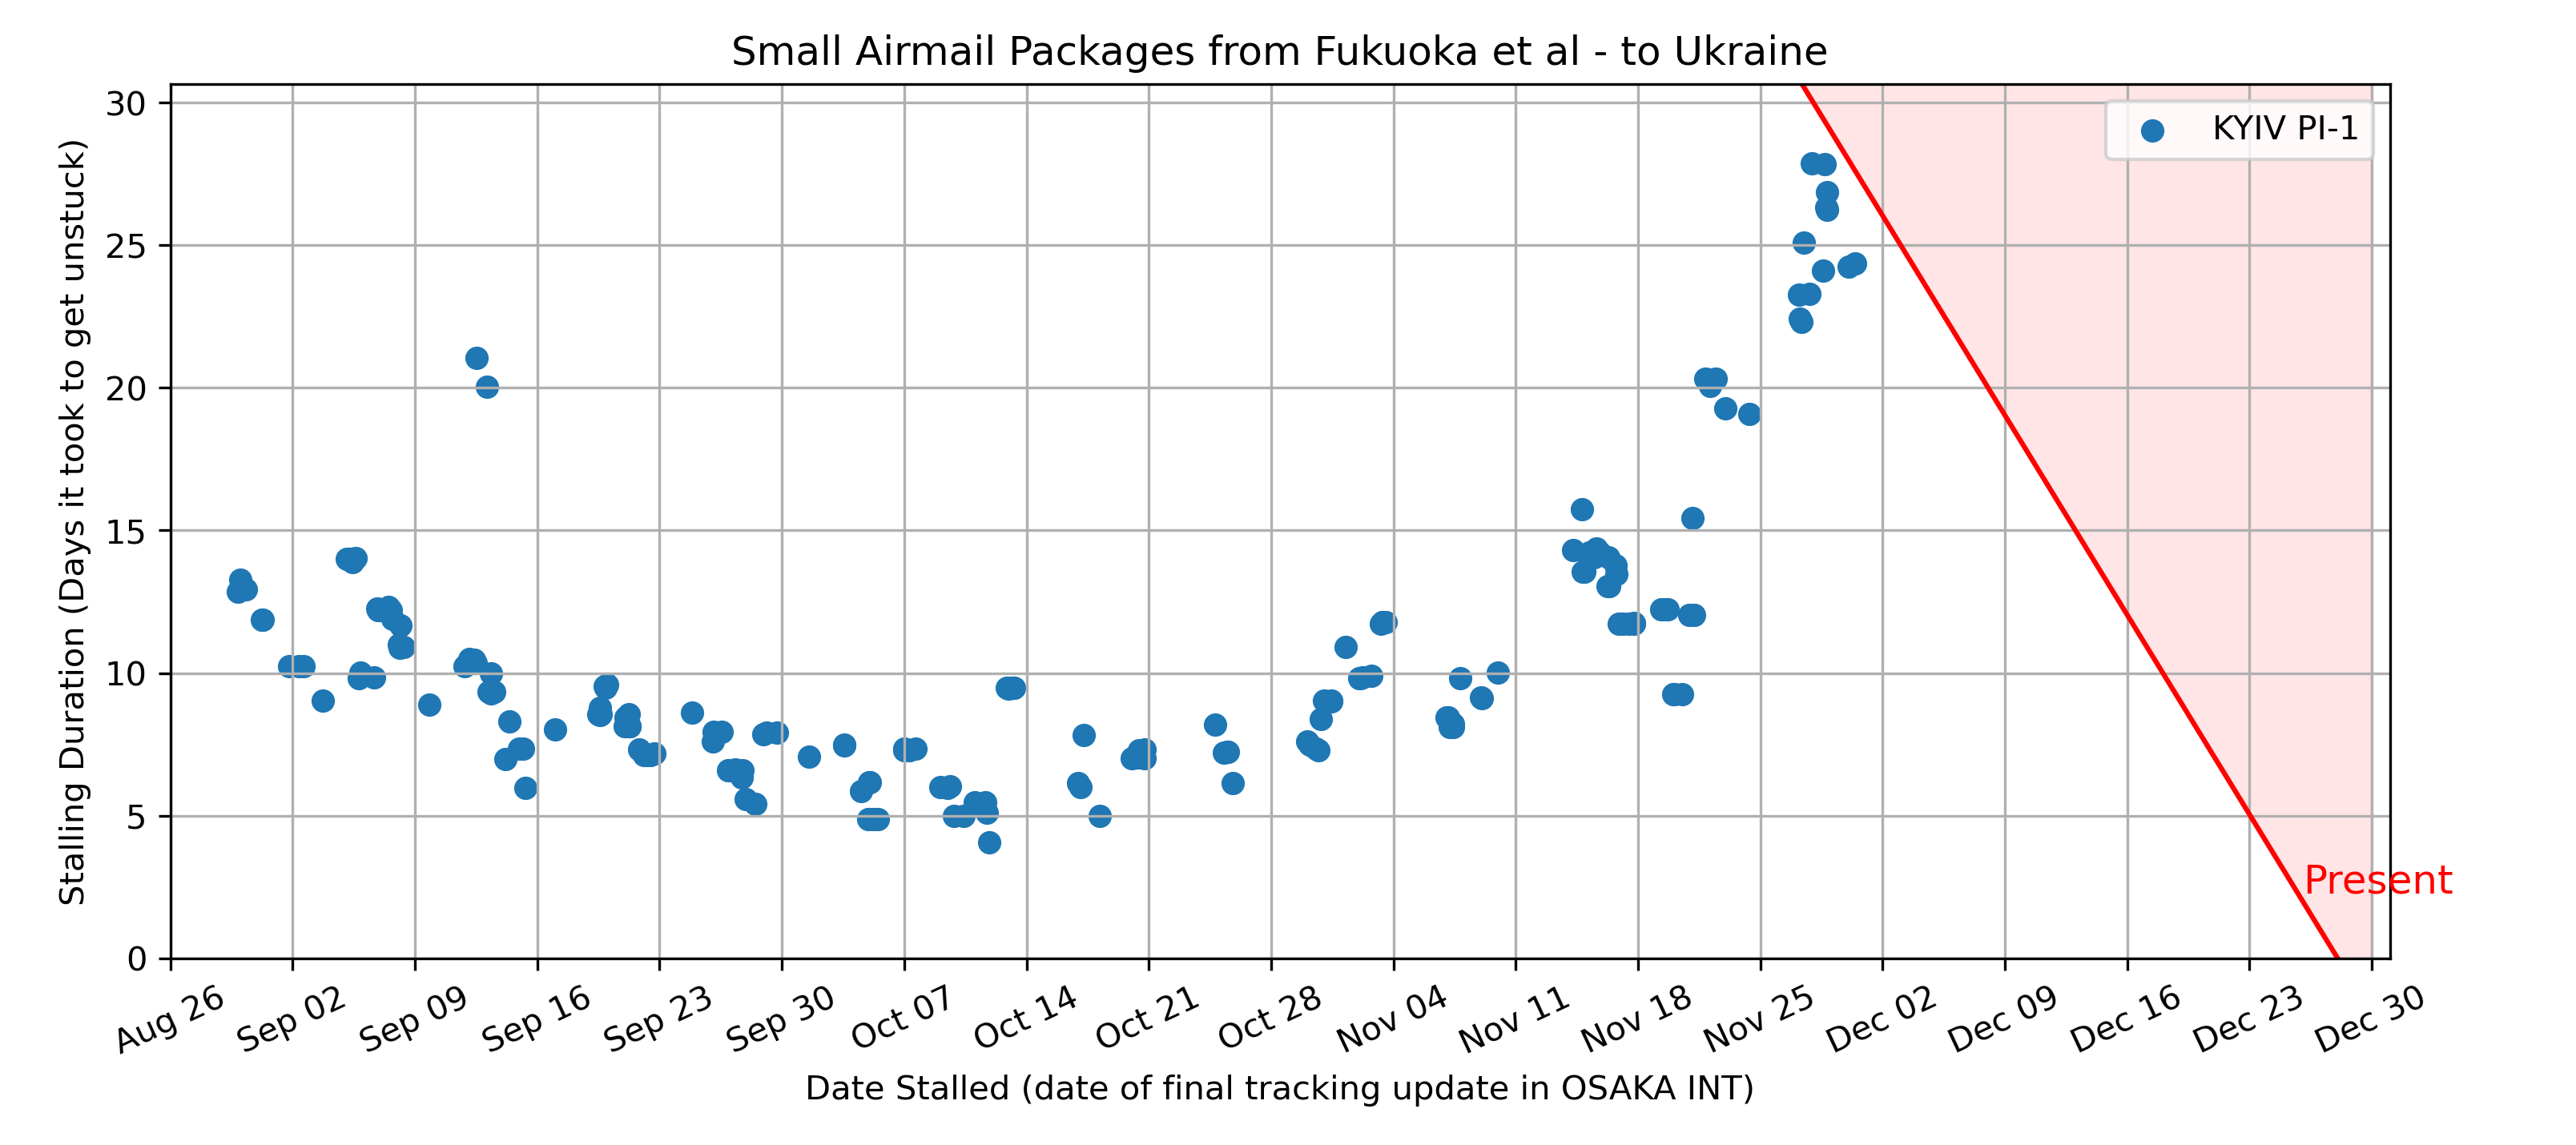 Small Airmail Packages from Fukuoka et al - to Ukraine
Stalling Duration (Days it took to get unstuck)
30
25
20
15
10
5
0
KYIV PI-1
Present
Aug 26
Sep 02
Sep 09
Sep 16
Sep 23
Sep 30
Oct 07
Oct 14
Oct 21
Oct 28
Nov 04
Nov 11
Nov 18
Nov 25
Dec 02
Dec 09
Dec 16
Dec 23
Dec 30
Date Stalled (date of final tracking update in OSAKA INT)